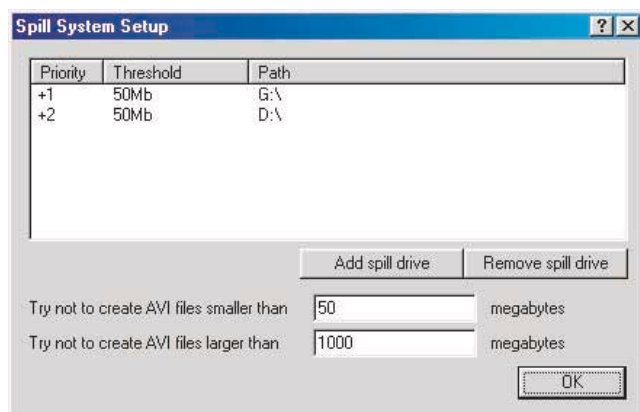 Spill System Setup
Priority Threshold Path
+1 50Mb G:\
+2 50Mb D:\
Add spill drive Remove spill drive
Try not to create AVI files smaller than 50 megabytes
Try not to create AVI files larger than 1000 megabytes
OK